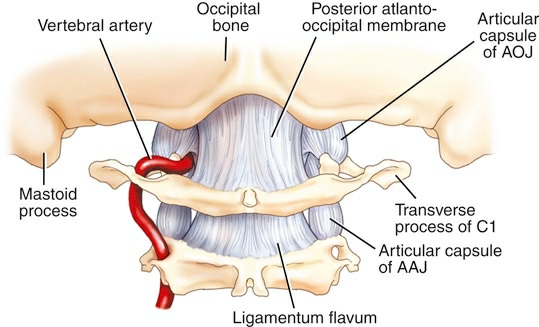 Vertebral artery
Occipital
bone
Posterior atlanto-
occipital membrane
Articular
capsule
of AOJ
Mastoid
process
Transverse
process of C1
Articular capsule
of AAJ
Ligamentum flavum